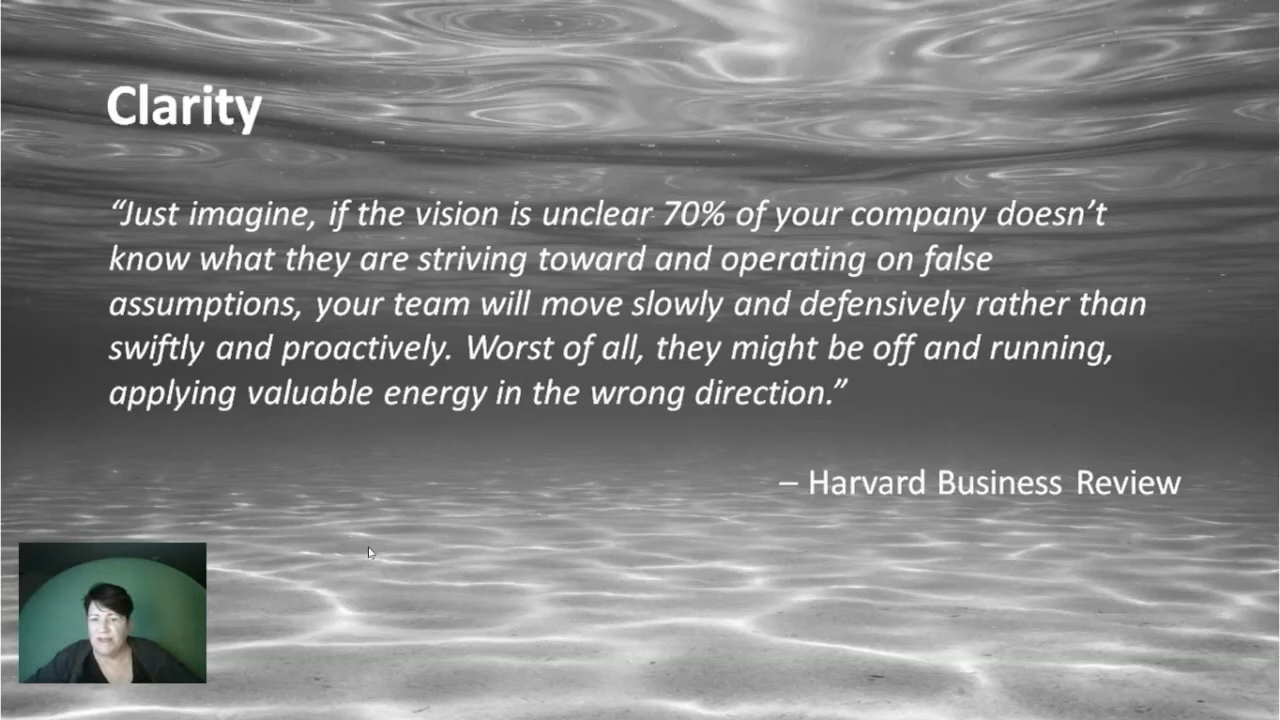 Clarity
“Just imagine, if the vision is unclear 70% of your company doesn’t
know what they are striving toward and operating on false
assumptions, your team will move slowly and defensively rather than
swiftly and proactively. Worst of all, they might be off and running,
applying valuable energy in the wrong direction.”
– Harvard Business Review